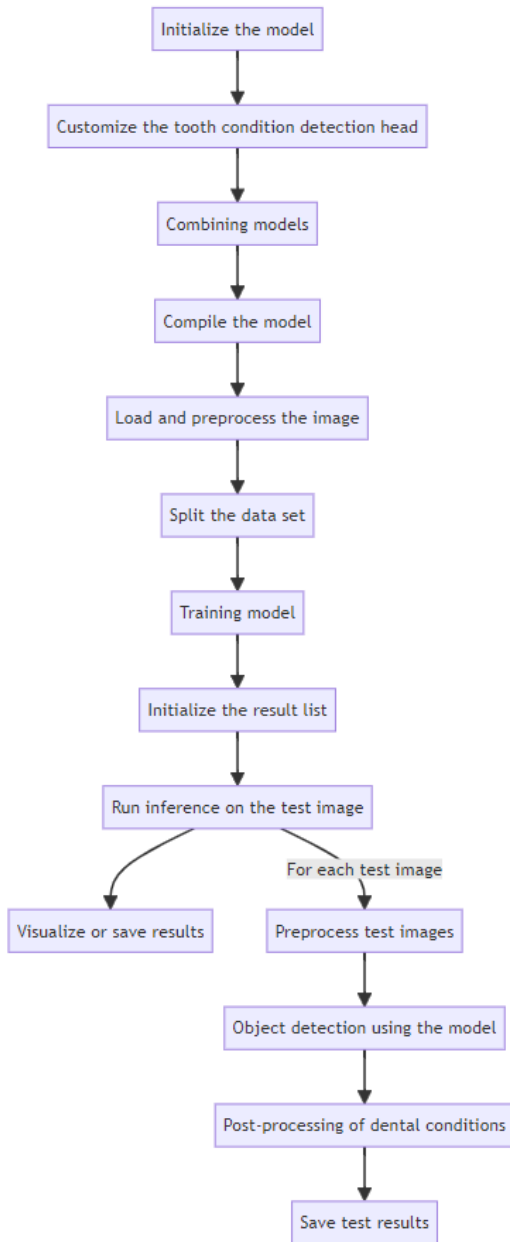 Initialize the model
Customize the tooth condition detection head
Combining models
Compile the model
Load and preprocess the image
Split the data set
Training model
Initialize the result list
Run inference on the test image
For each test image
Visualize or save results
Preprocess test images
Object detection using the model
Post-processing of dental conditions
Save test results